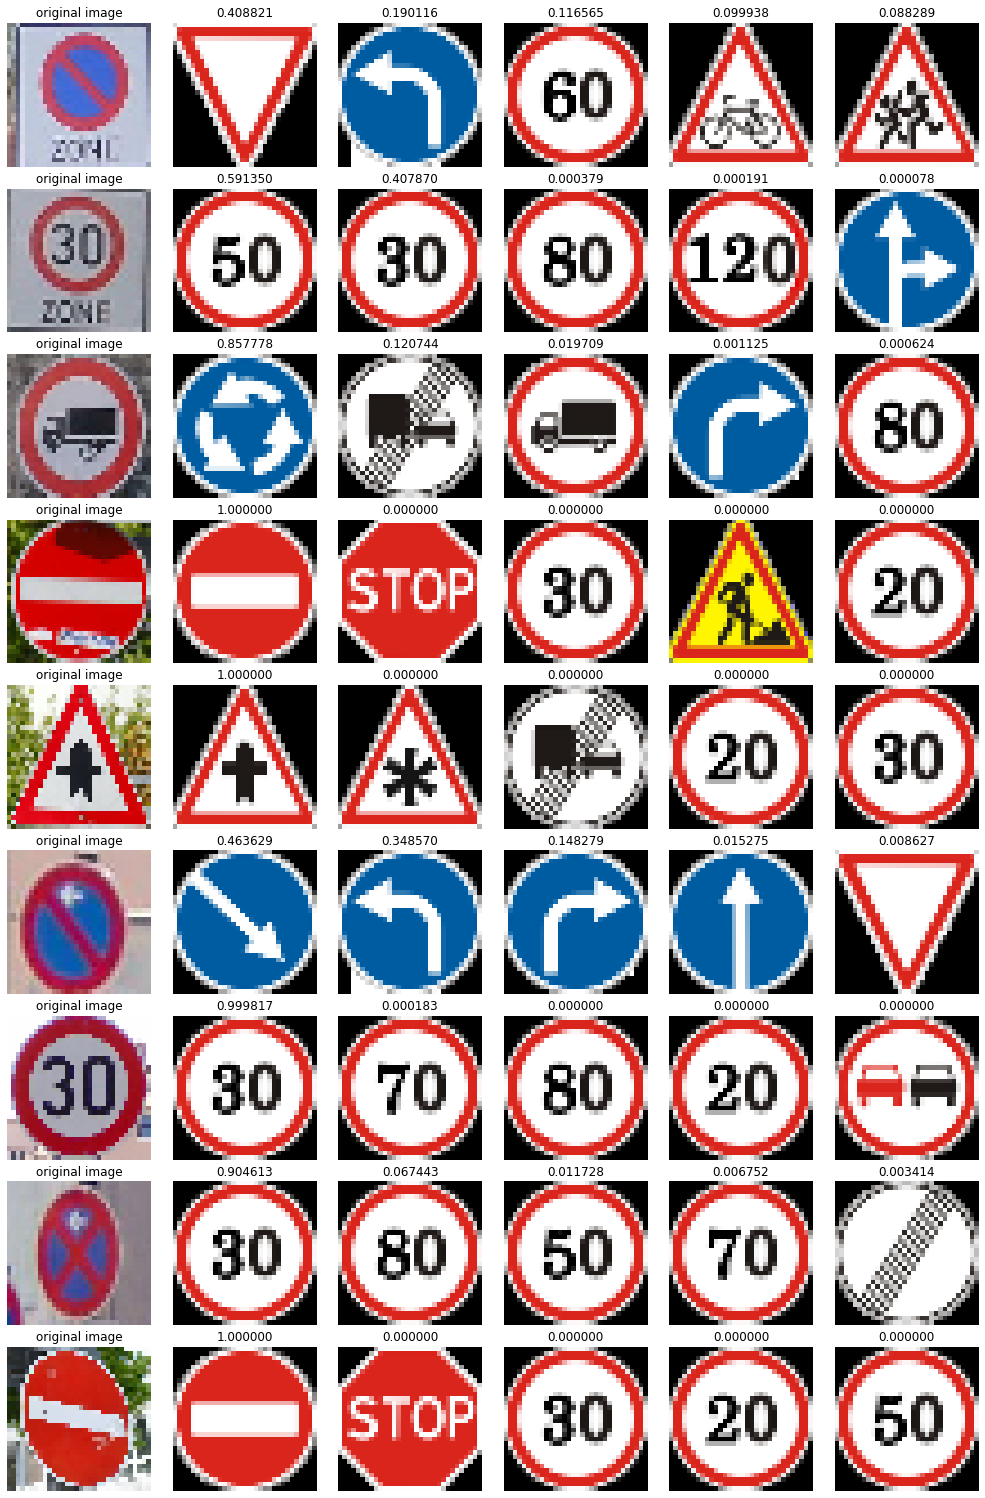 original image 0.408821 0.190116 0.116565 0.099938 0.088289
ZONE
60
original image 0.591350 0.407870 0.000379 0.000191 0.000078
30 50 30 80 120
ZONE
original image 0.857778 0.120744 0.019709 0.001125 0.000624
80
original image 1.000000 0.000000 0.000000 0.000000 0.000000
STOP 30 20
original image 1.000000 0.000000 0.000000 0.000000 0.000000
20 30
original image 0.463629 0.348570 0.148279 0.015275 0.008627
original image 0.999817 0.000183 0.000000 0.000000 0.000000
30 30 70 80 20
original image 0.904613 0.067443 0.011728 0.006752 0.003414
30 80 50 70
original image 1.000000 0.000000 0.000000 0.000000 0.000000
STOP 30 20 50